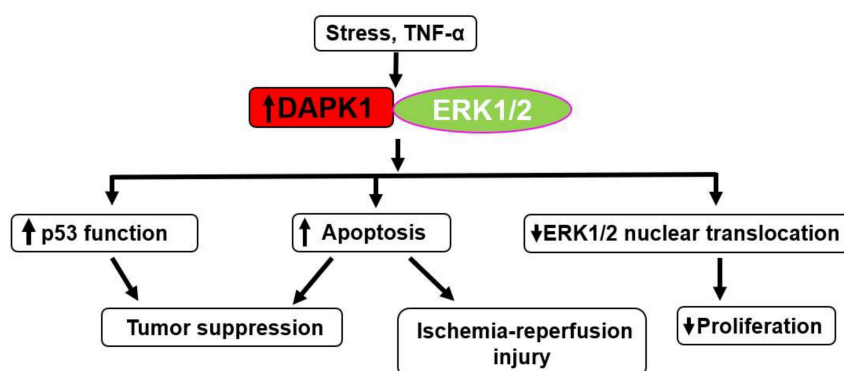 Stress, TNF-α
↑DAPK1
ERK1/2
↑ p53 function
↑ Apoptosis
↓ERK1/2 nuclear translocation
Tumor suppression
Ischemia-reperfusion
injury
↓Proliferation